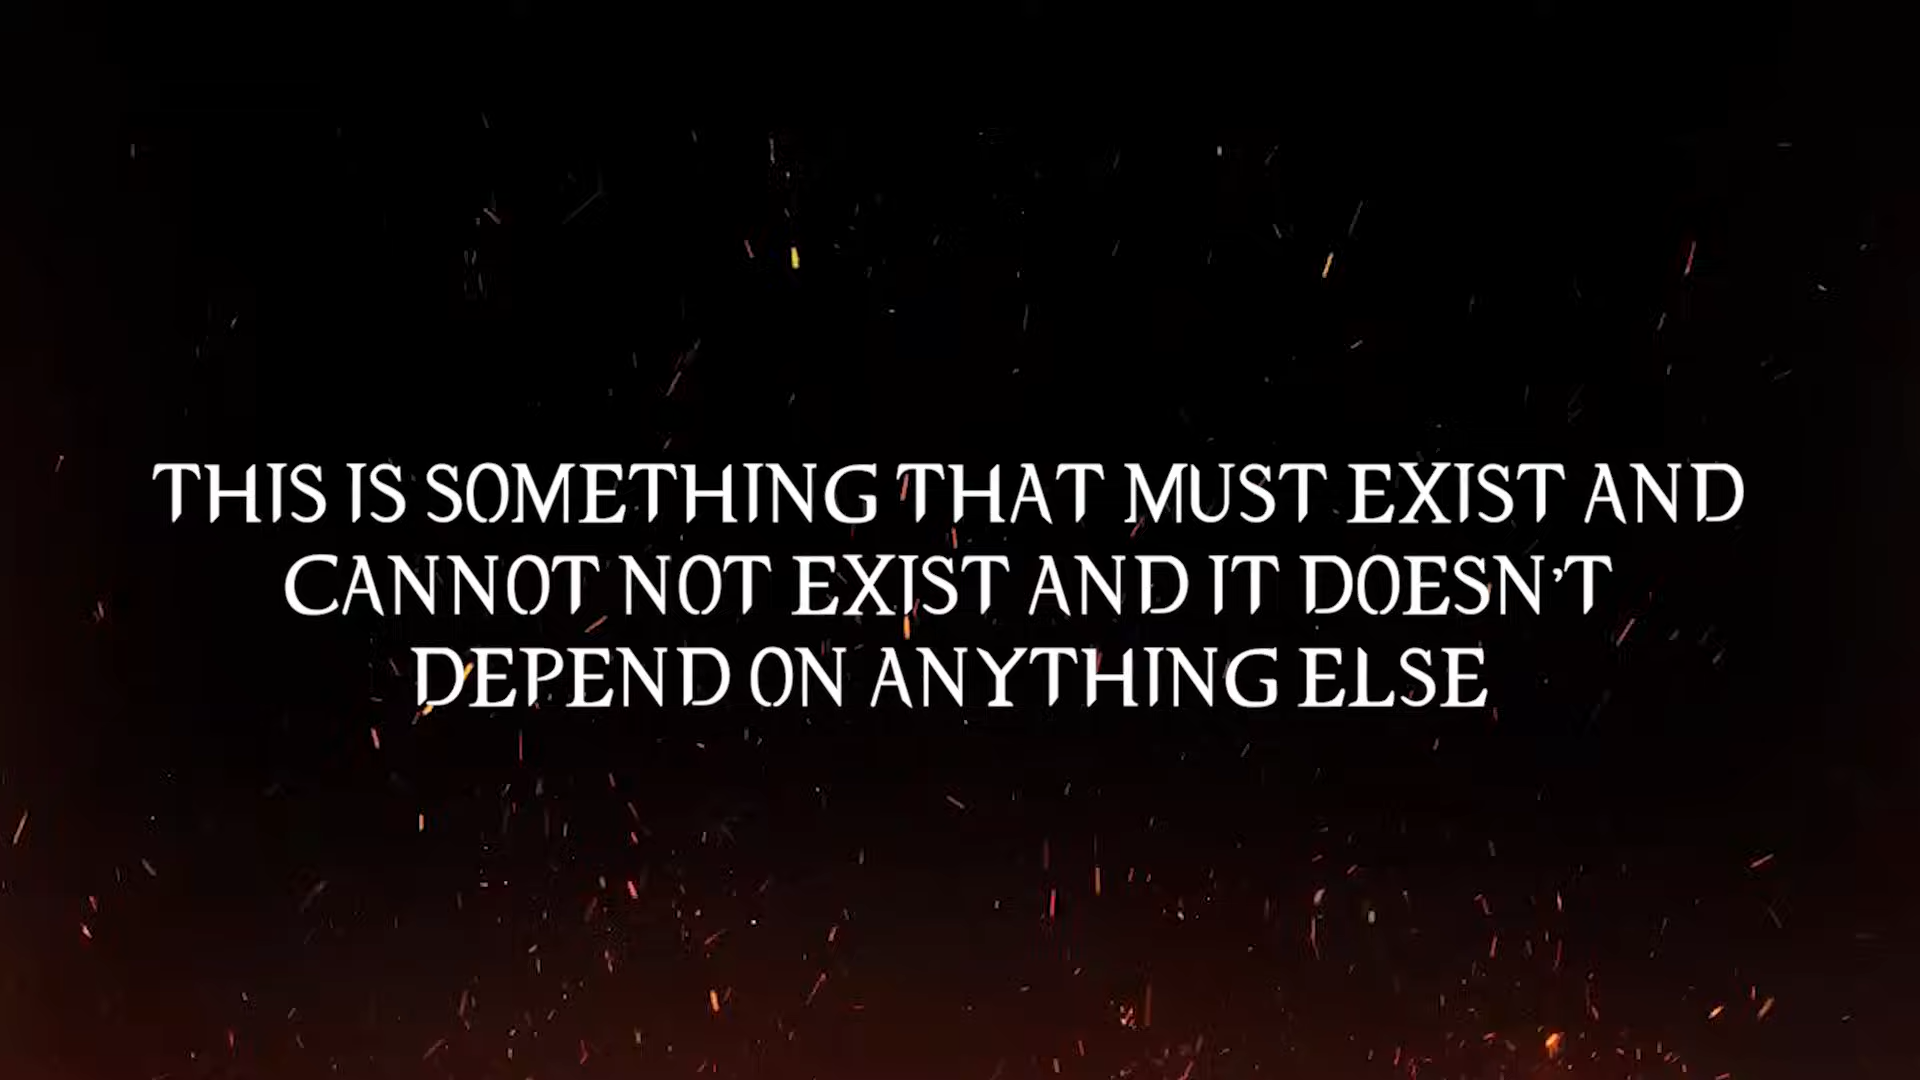 THIS IS SOMETHING THAT MUST EXIST AND
CANNOT NOT EXIST AND IT DOESN'T
DEPEND ON ANYTHING ELSE